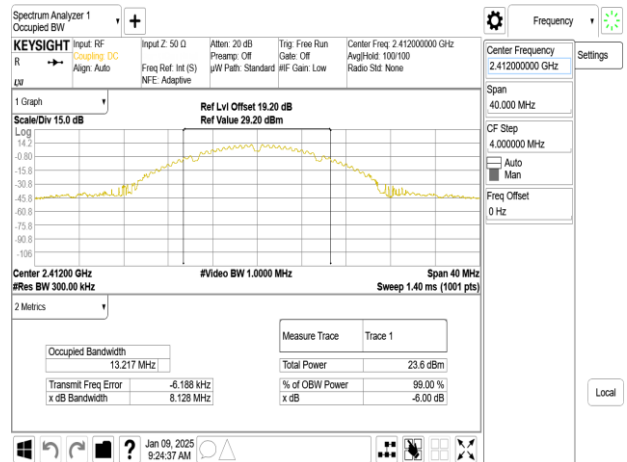 Spectrum Analyzer 1
Occupied BW
Frequency
KEYSIGHT
R
LXI
Input: RF
Coupling: DC
Align: Auto
Input Z: 50 Ω
Freq Ref: Int (S)
NFE: Adaptive
Atten: 20 dB
Preamp: Off
µW Path: Standard
Trig: Free Run
Gate: Off
#IF Gain: Low
Center Freq: 2.412000000 GHz
Avg|Hold: 100/100
Radio Std: None
Center Frequency
2.412000000 GHz
Settings
Span
40.000 MHz
CF Step
4.000000 MHz
Auto
Man
Freq Offset
0 Hz
Local
1 Graph
Scale/Div 15.0 dB
Ref Lvl Offset 19.20 dB
Ref Value 29.20 dBm
Log
14.2
-0.80
-15.8
-30.8
-45.8
-60.8
-75.8
-90.8
-106
Center 2.41200 GHz
#Video BW 1.0000 MHz
Span 40 MHz
#Res BW 300.00 kHz
Sweep 1.40 ms (1001 pts)
2 Metrics
Measure Trace
Trace 1
Occupied Bandwidth
13.217 MHz
Total Power
23.6 dBm
Transmit Freq Error
-6.188 kHz
% of OBW Power
99.00 %
x dB Bandwidth
8.128 MHz
x dB
-6.00 dB
?
Jan 09, 2025
9:24:37 AM